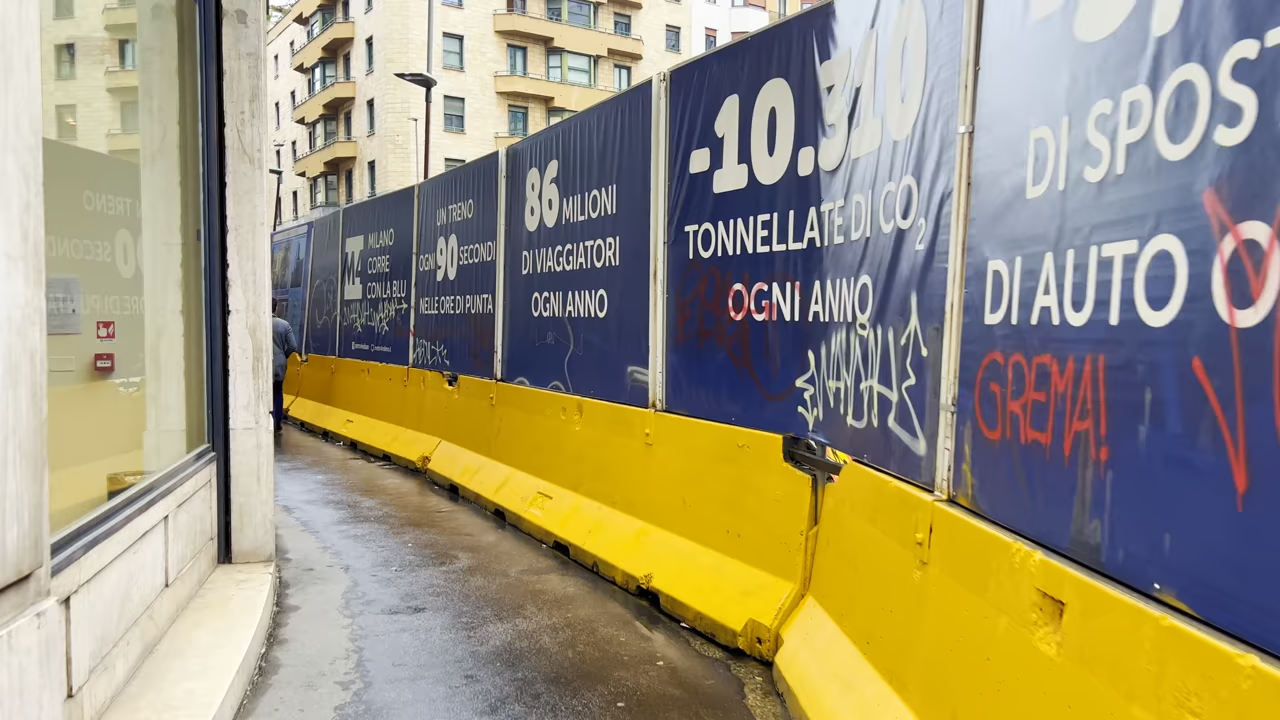 M4
MILANO
CORRE
CON LA BLU
UN TRENO
OGNI 90 SECONDI
NELLE ORE DI PUNTA
86 MILIONI
DI VIAGGIATORI
OGNI ANNO
-10.310
TONNELLATE DI CO₂
OGNI ANNO
DI SPOST
DI AUTO O
GREMA!